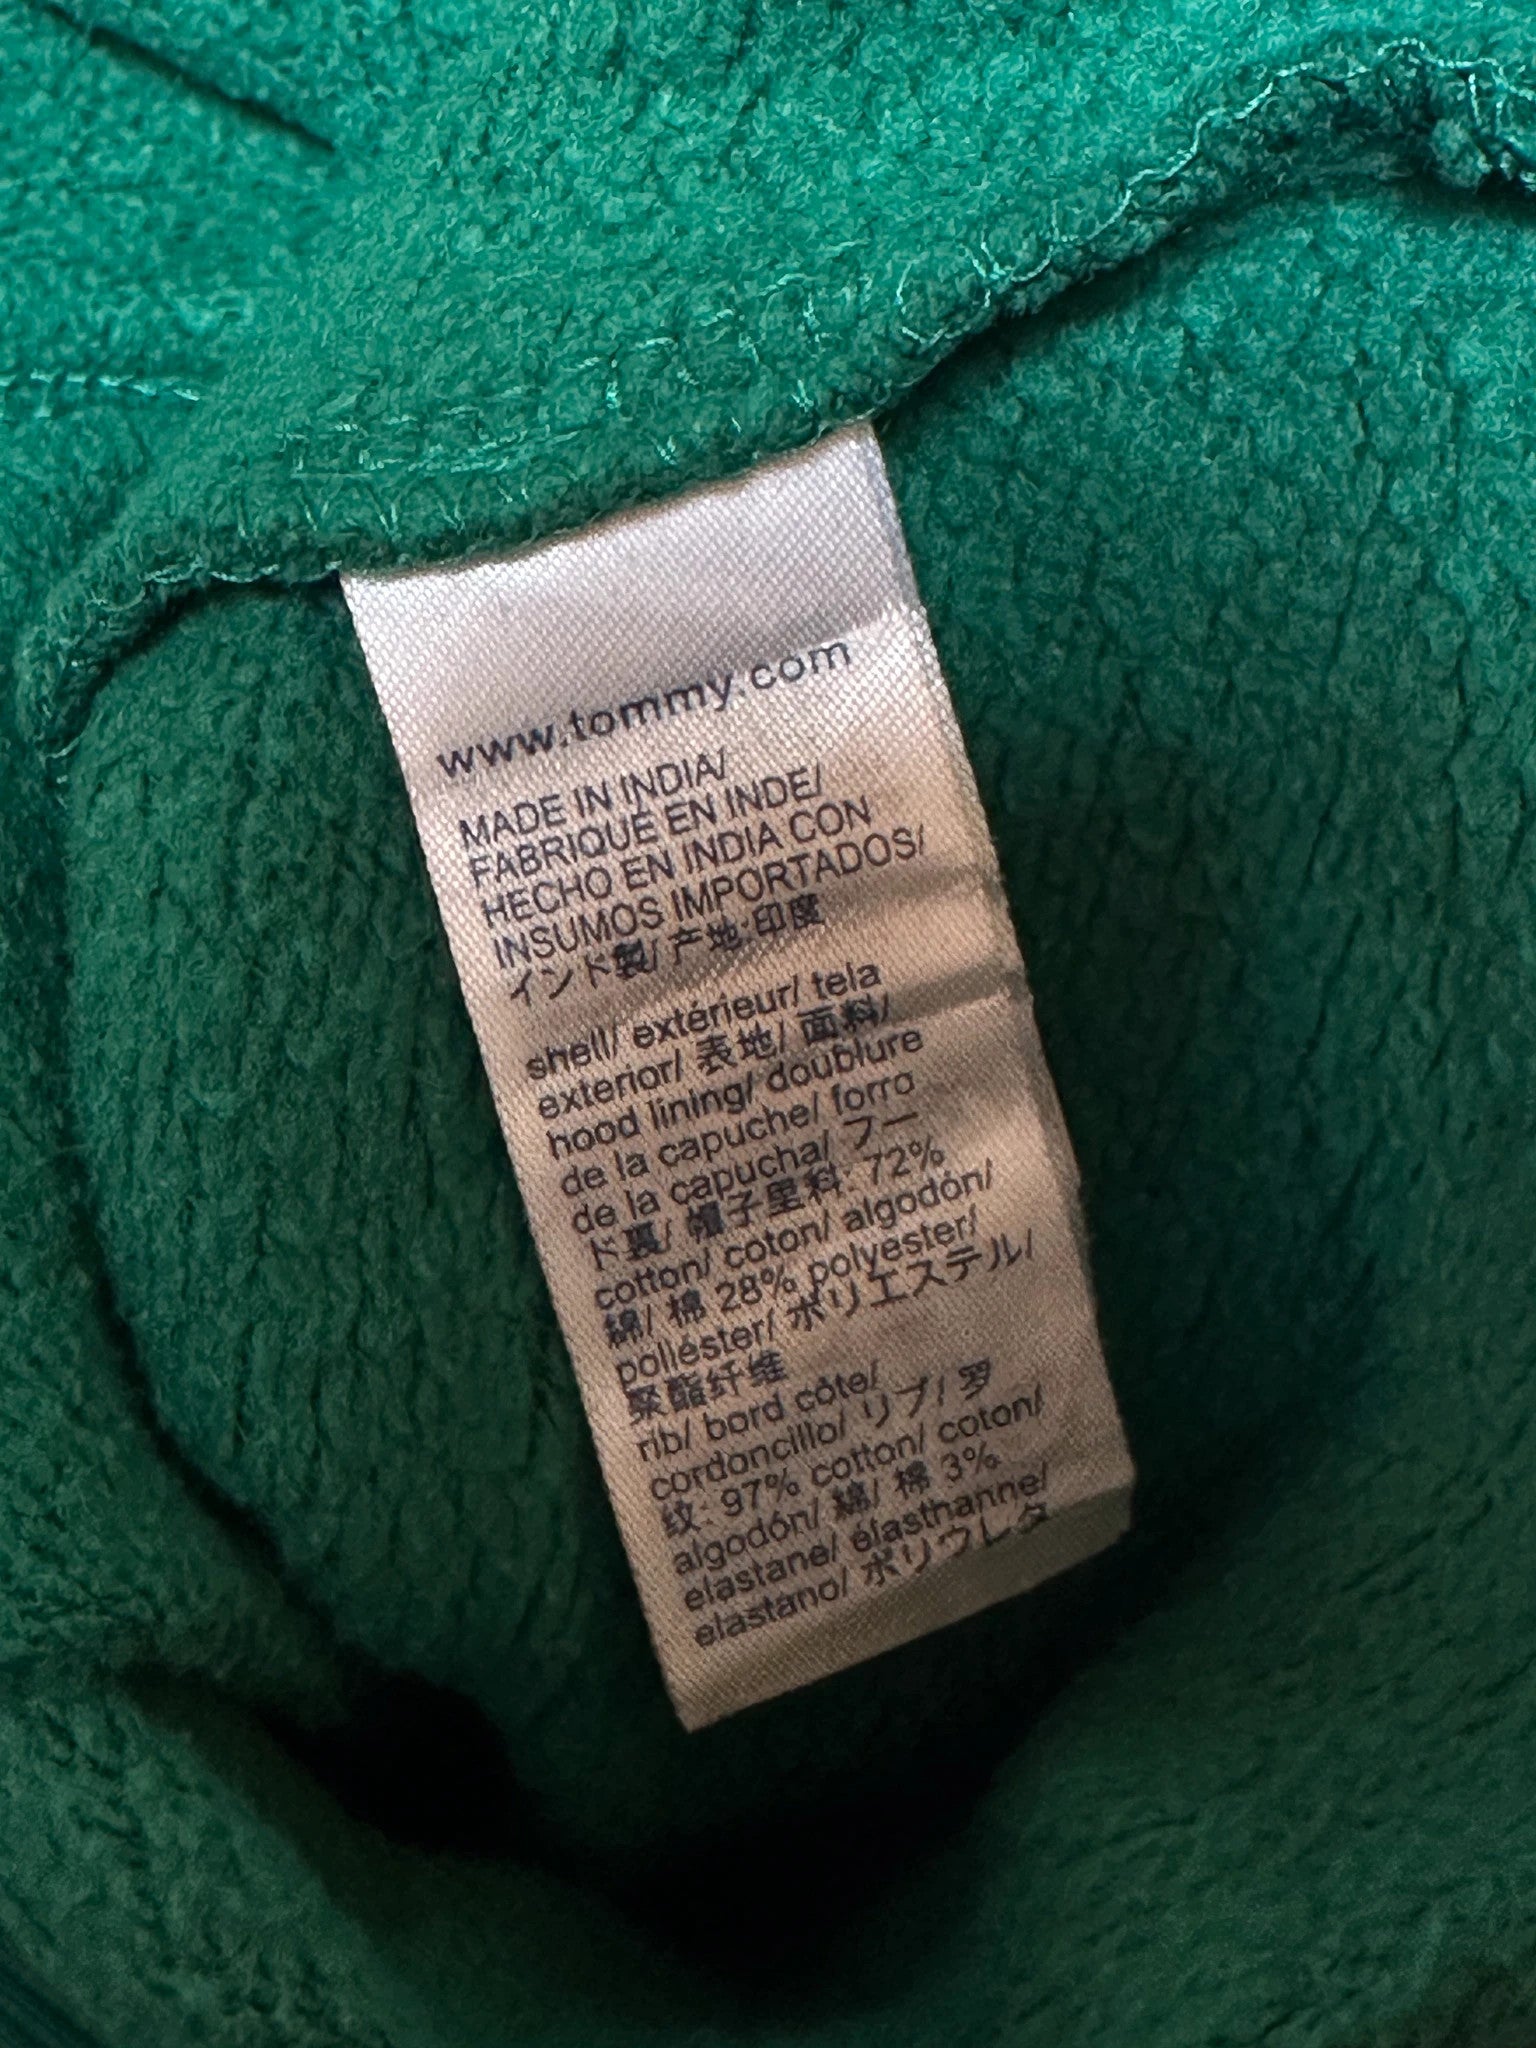 www.tommy.com
MADE IN INDIA/
FABRIQUÉ EN INDE/
HECHO EN INDIA CON
INSUMOS IMPORTADOS/
インド製/ 产地:印度
shell/ extérieur/ tela
exterior/ 表地/ 面料/
hood lining/ doublure
de la capuche/ forro
de la capucha/ フー
ド裏/ 帽子里料: 72%
cotton/ coton/ algodón/
綿/ 棉 28% polyester/
poliéster/ ポリエステル/
聚酯纤维
rib/ bord côte/
cordoncillo/ リブ/ 罗
纹: 97% cotton/ coton/
algodón/ 綿/ 棉 3%
elastane/ élasthanne/
elastano/ ポリウレタ